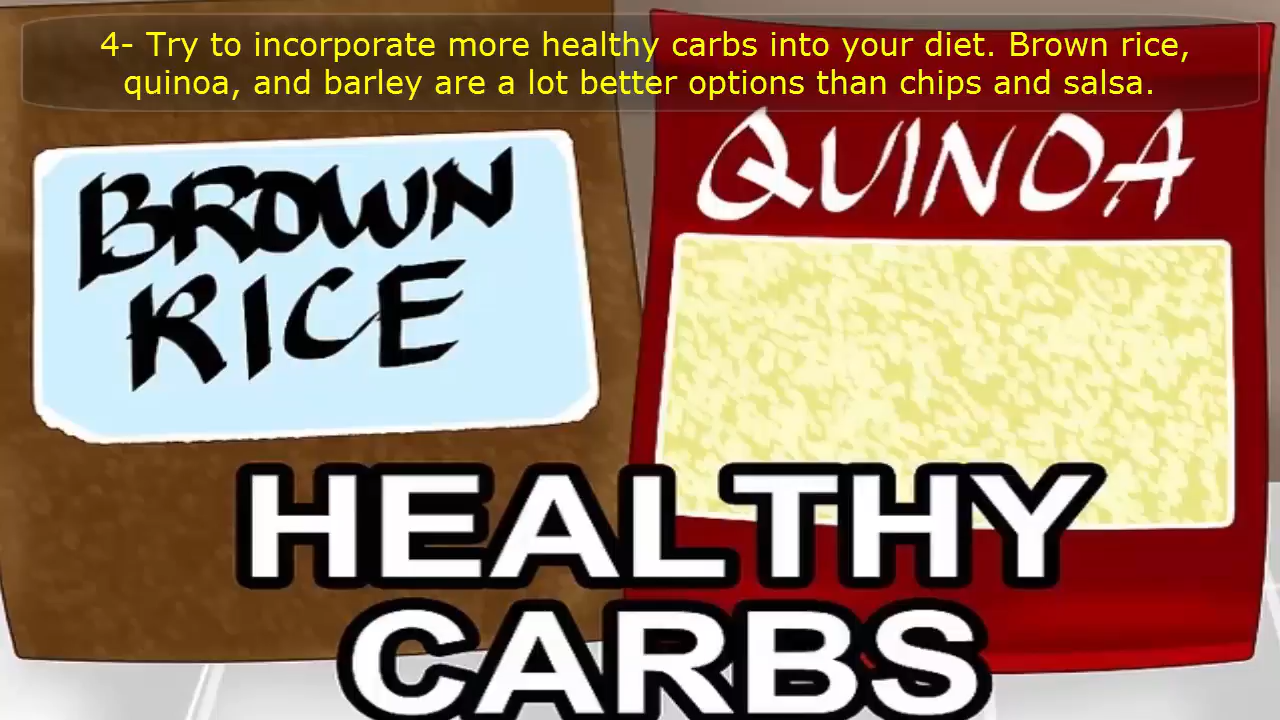 4- Try to incorporate more healthy carbs into your diet. Brown rice,
quinoa, and barley are a lot better options than chips and salsa.
BROWN
RICE
QUINOA
HEALTHY
CARBS